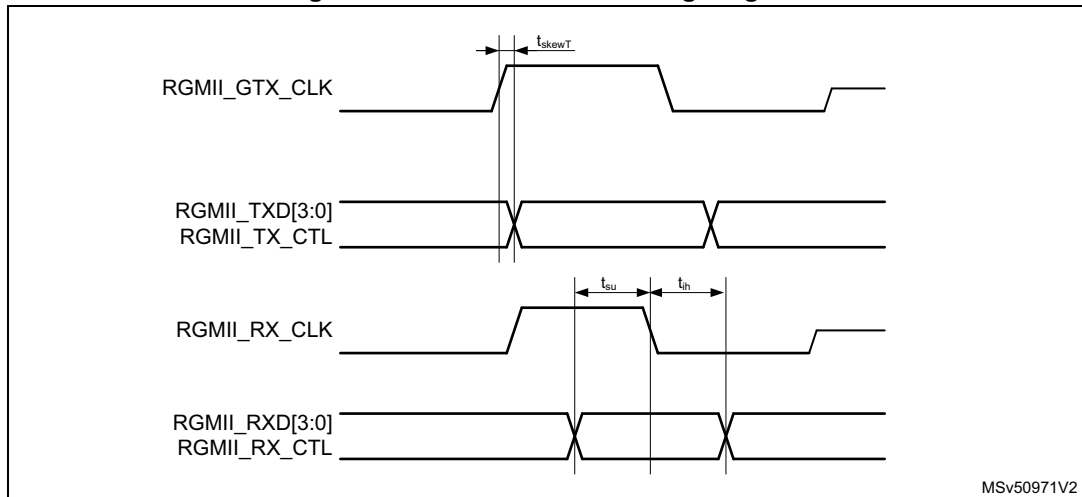 t_skewT
RGMII_GTX_CLK
RGMII_TXD[3:0]
RGMII_TX_CTL
t_su t_ih
RGMII_RX_CLK
RGMII_RXD[3:0]
RGMII_RX_CTL
MSv50971V2